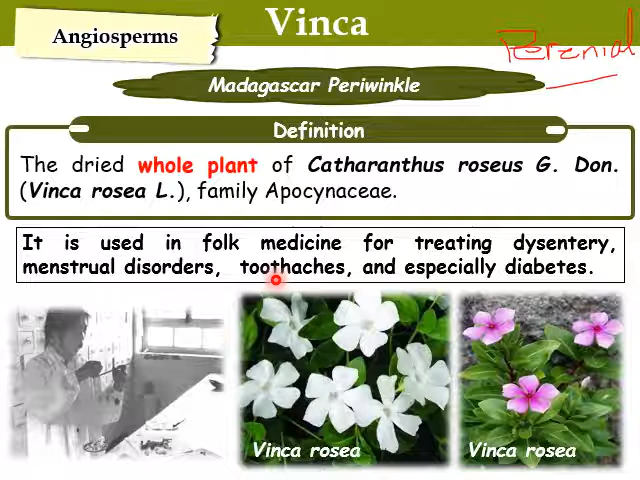 Vinca
Angiosperms
Perenial
Madagascar Periwinkle
Definition
The dried whole plant of Catharanthus roseus G. Don.
(Vinca rosea L.), family Apocynaceae.
It is used in folk medicine for treating dysentery,
menstrual disorders, toothaches, and especially diabetes.
Vinca rosea
Vinca rosea